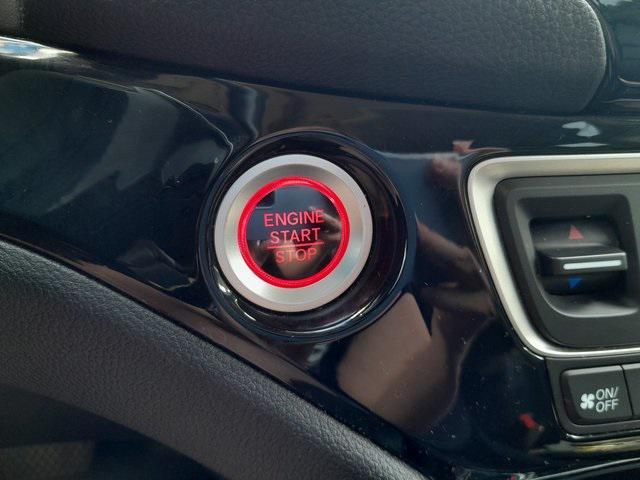 ENGINE
START
STOP
ON/
OFF